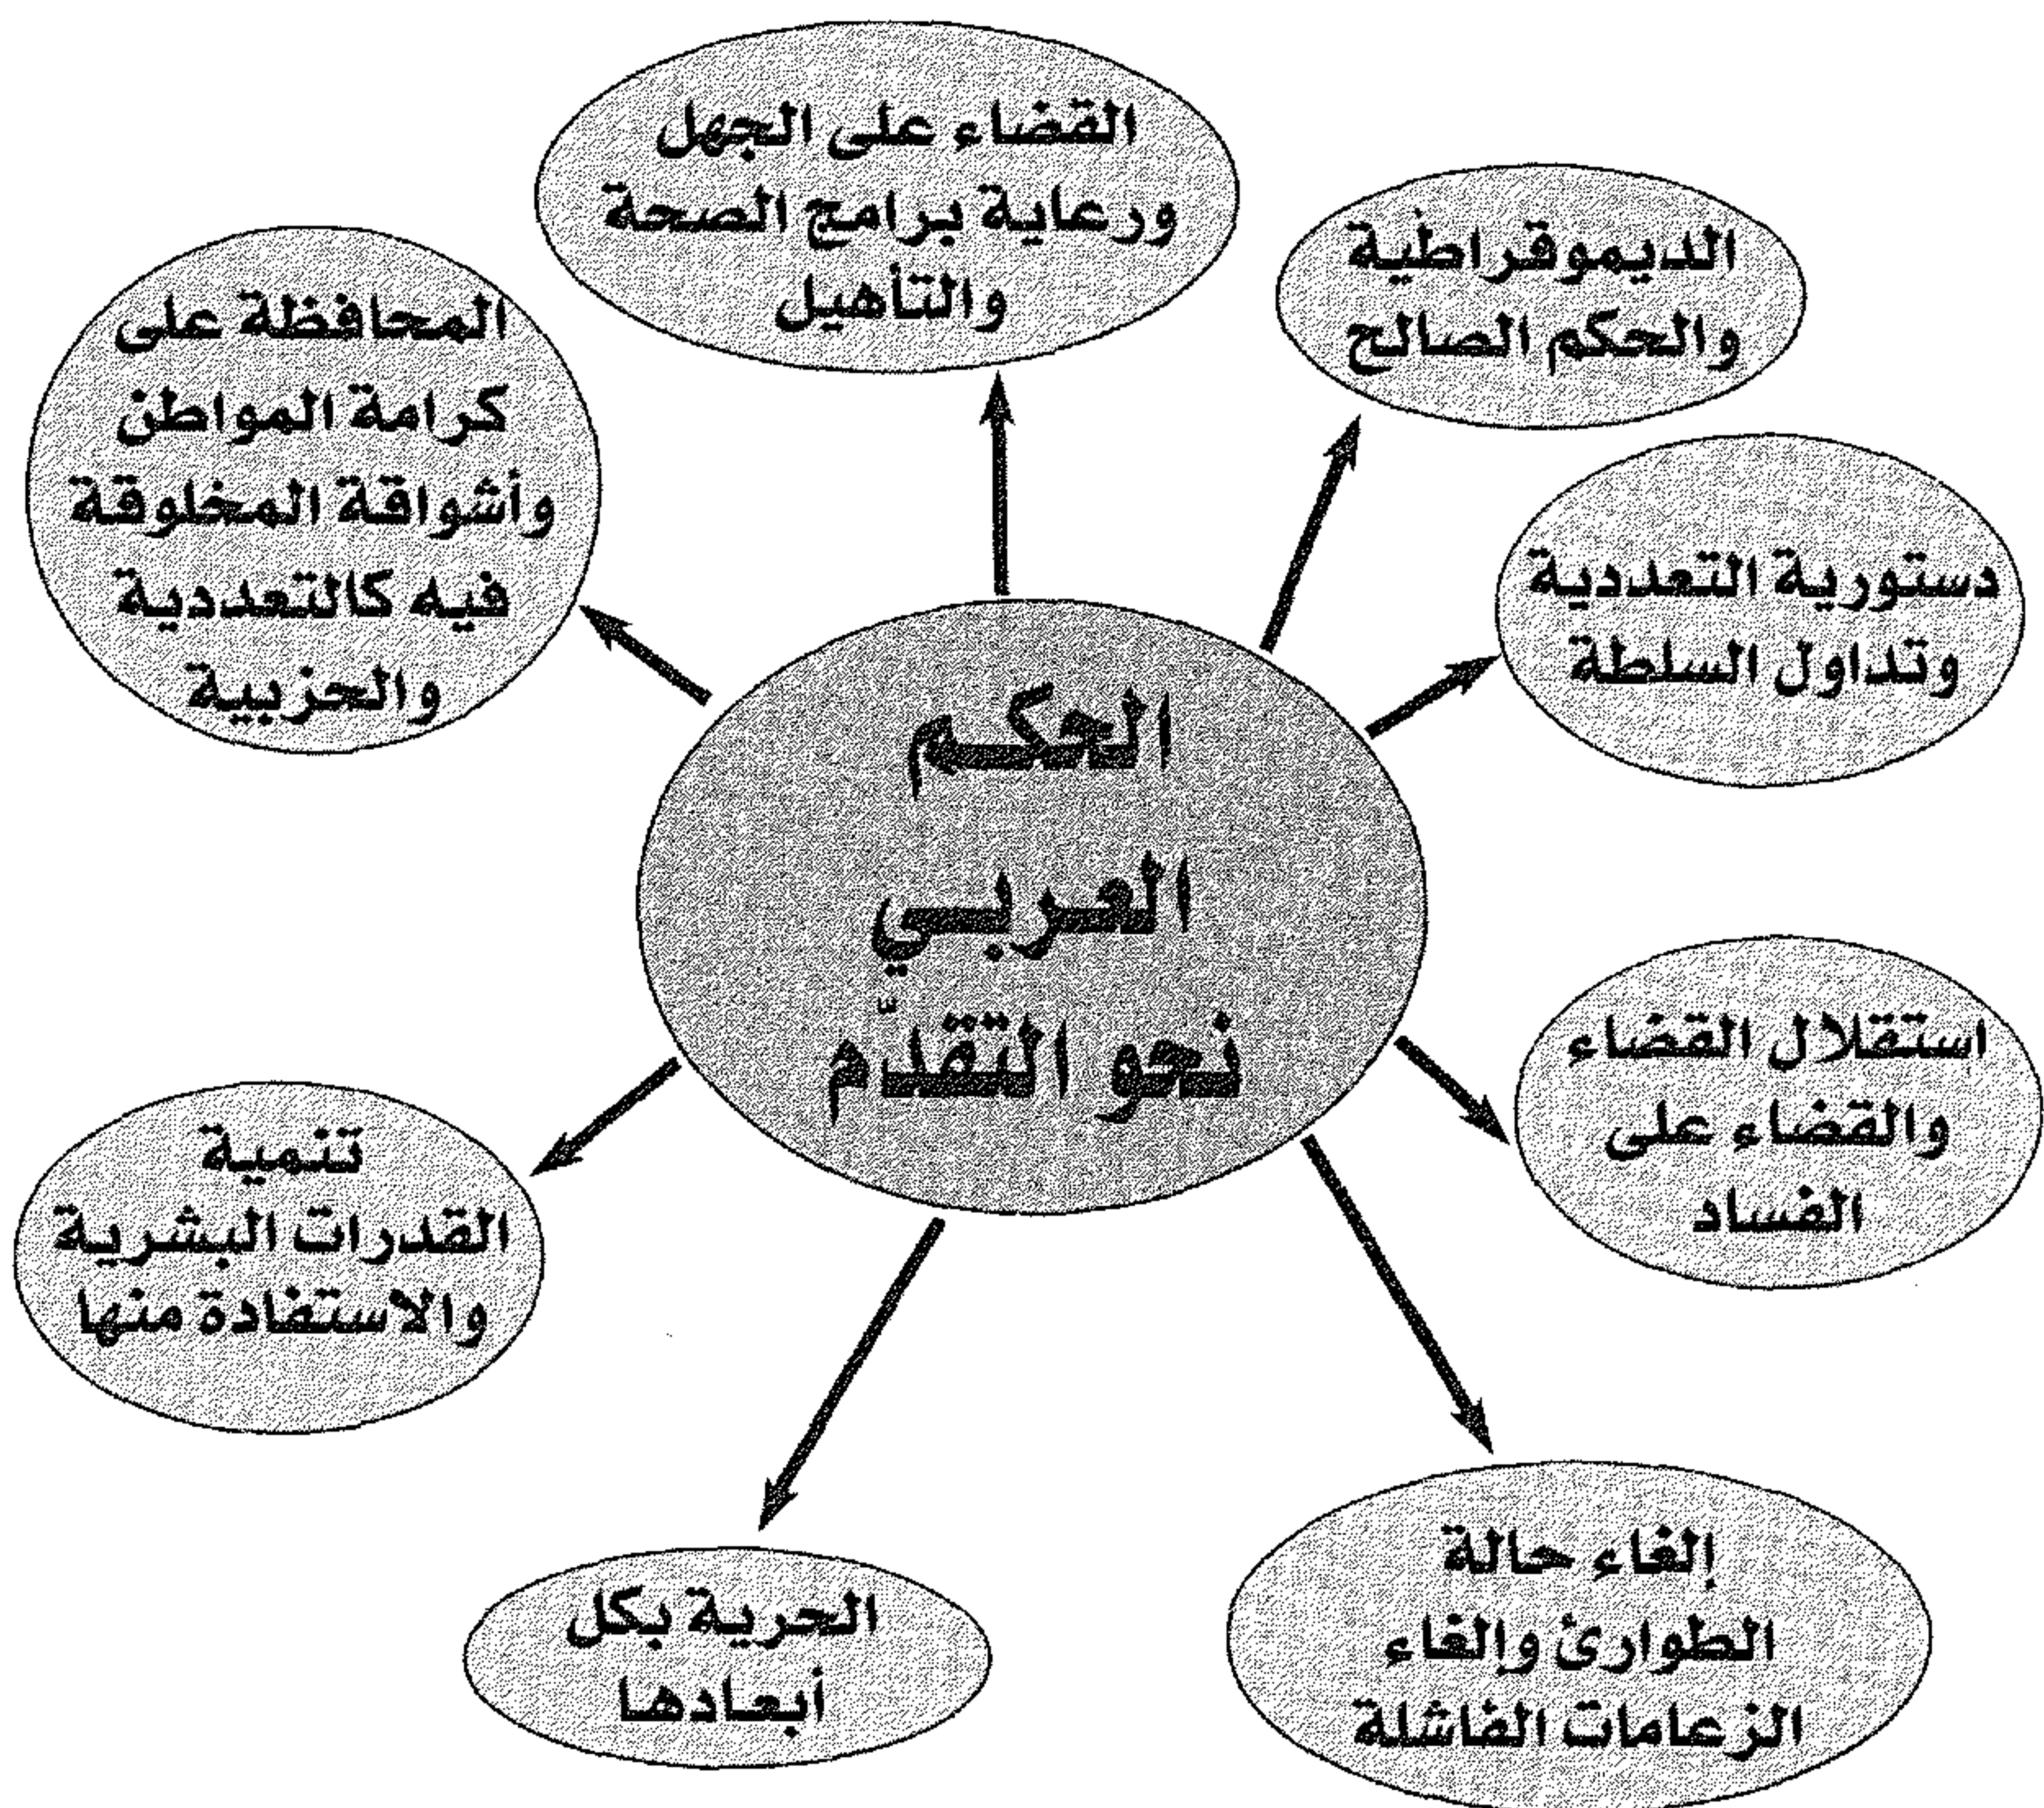 القضاء على الجهل
ورعاية برامج الصحة
والتأهيل
الديموقراطية
والحكم الصالح
المحافظة على
كرامة المواطن
وأشواقة المخلوقة
فيه كالتعددية
والحزبية
دستورية التعددية
وتداول السلطة
الحكم
العربي
نحو التقدّم
استقلال القضاء
والقضاء على
الفساد
تنمية
القدرات البشرية
والاستفادة منها
إلغاء حالة
الطوارئ وإلغاء
الزعامات الفاشلة
الحرية بكل
أبعادها